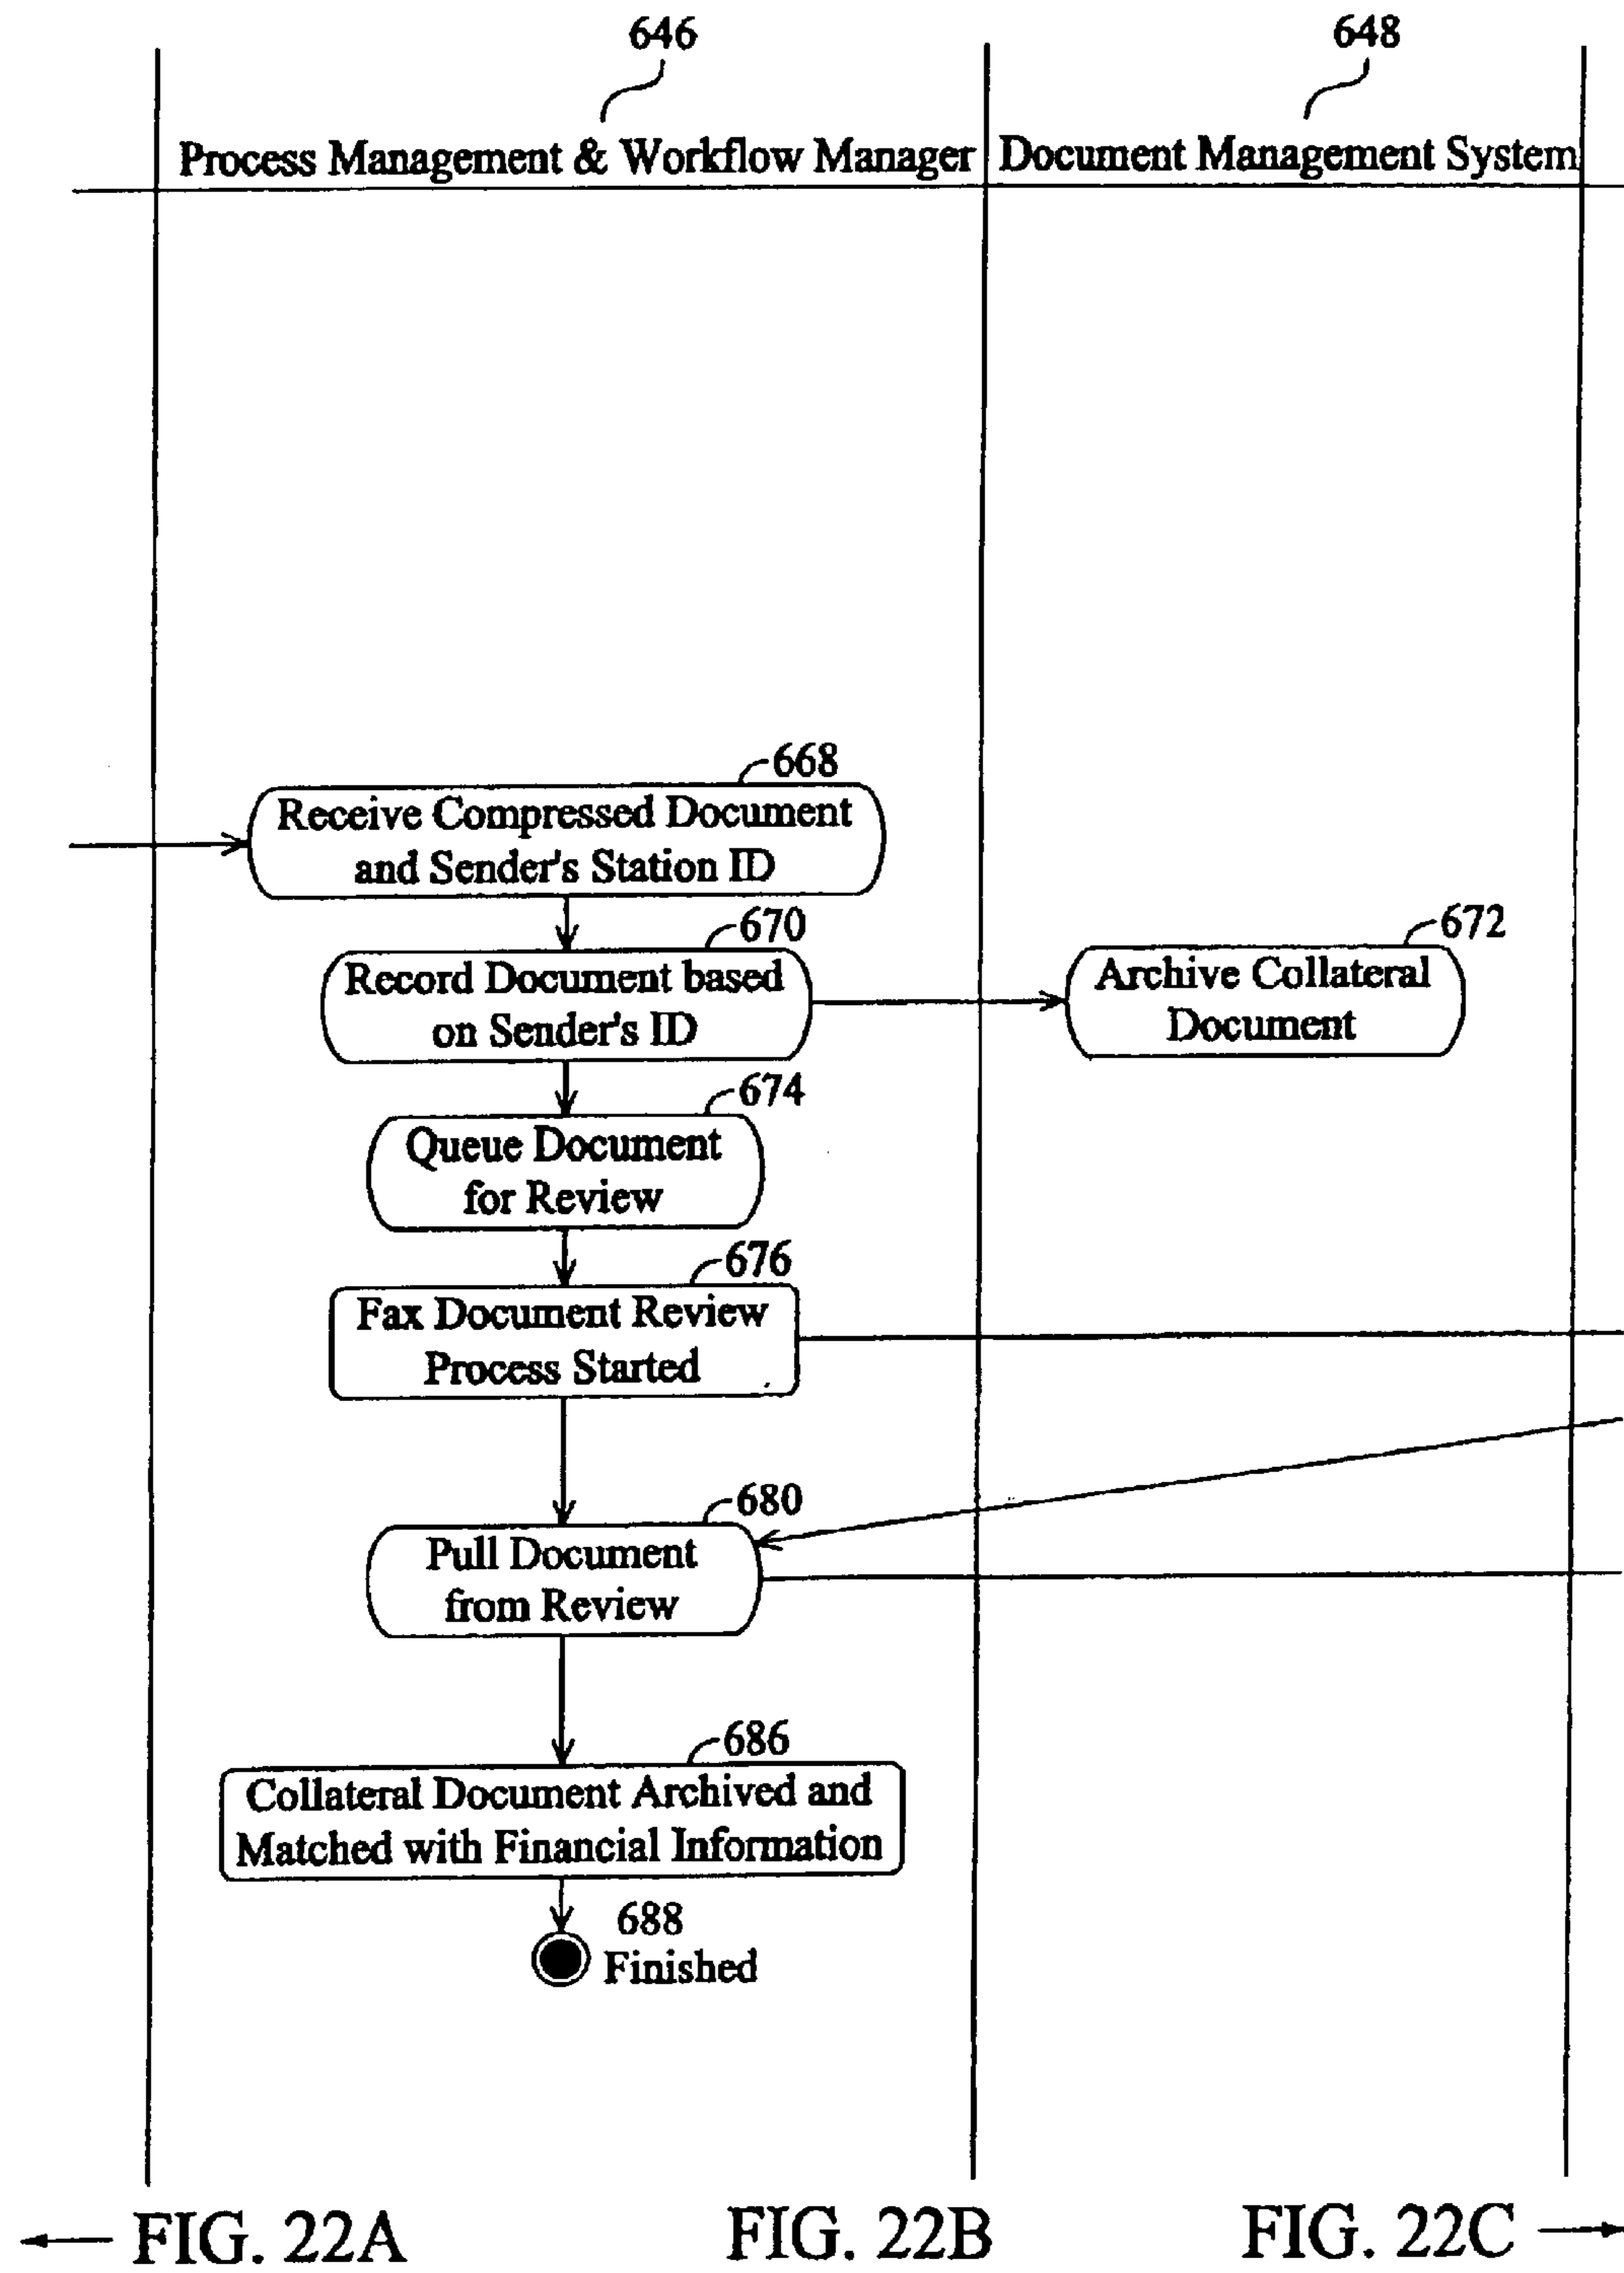 646
648
Process Management & Workflow Manager
Document Management System
668
Receive Compressed Document
and Sender's Station ID
670
Record Document based
on Sender's ID
672
Archive Collateral
Document
674
Queue Document
for Review
676
Fax Document Review
Process Started
680
Pull Document
from Review
686
Collateral Document Archived and
Matched with Financial Information
688
Finished
FIG. 22A
FIG. 22B
FIG. 22C